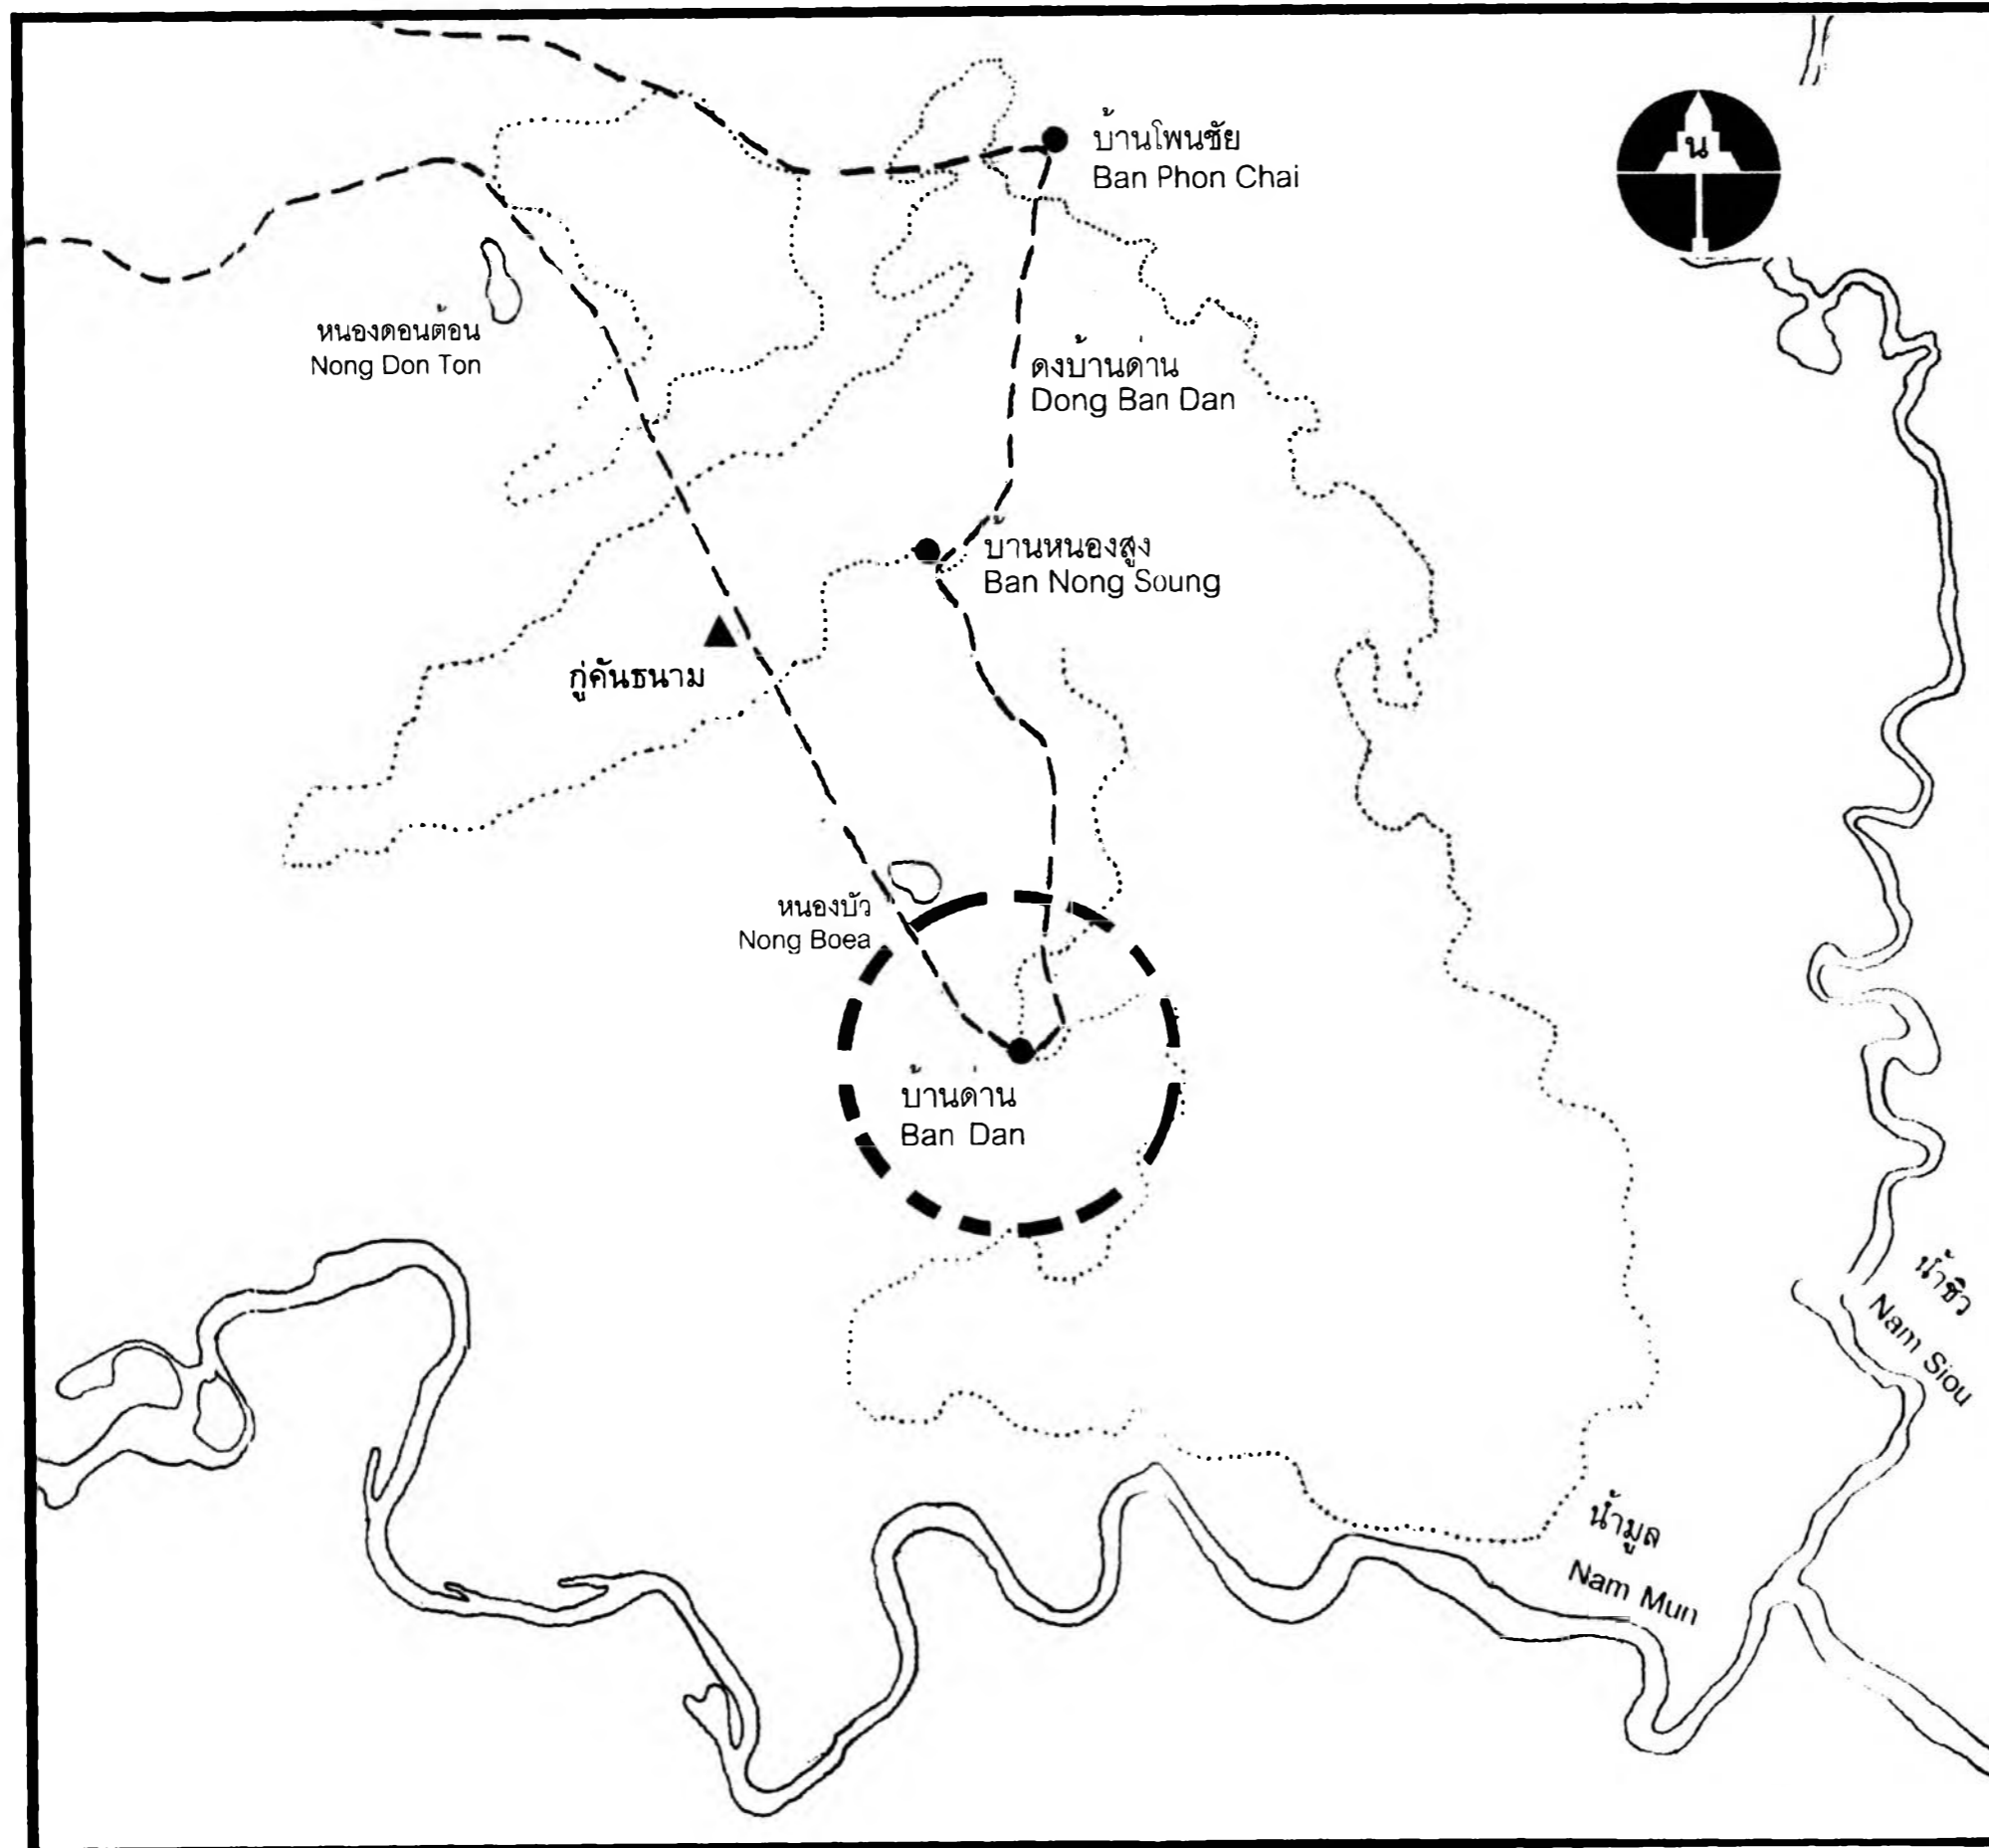 บ้านโพนชัย
Ban Phon Chai
น
หนองดอนต้อน
Nong Don Ton
ดงบ้านด่าน
Dong Ban Dan
บ้านหนองสูง
Ban Nong Soung
กู่คันธนาม
หนองบัว
Nong Boea
บ้านด่าน
Ban Dan
น้ำชิว
Nam Siou
น้ำมูล
Nam Mun